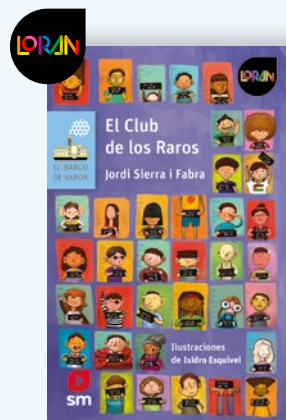 LORAN
LORAN
El Club
de los Raros
Jordi Sierra i Fabra
EL BARCO
DE VAPOR
Ilustraciones
de Isidro Esquivel
sm